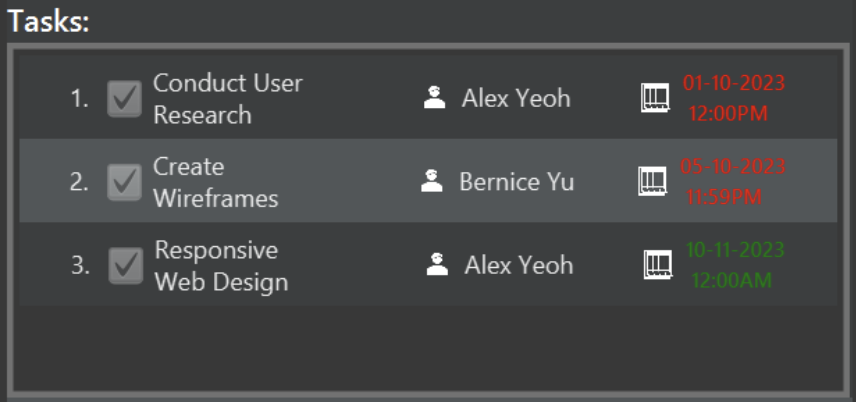 Tasks:
1. Conduct User Research Alex Yeoh 01-10-2023 12:00PM
2. Create Wireframes Bernice Yu 05-10-2023 11:59PM
3. Responsive Web Design Alex Yeoh 10-11-2023 12:00AM